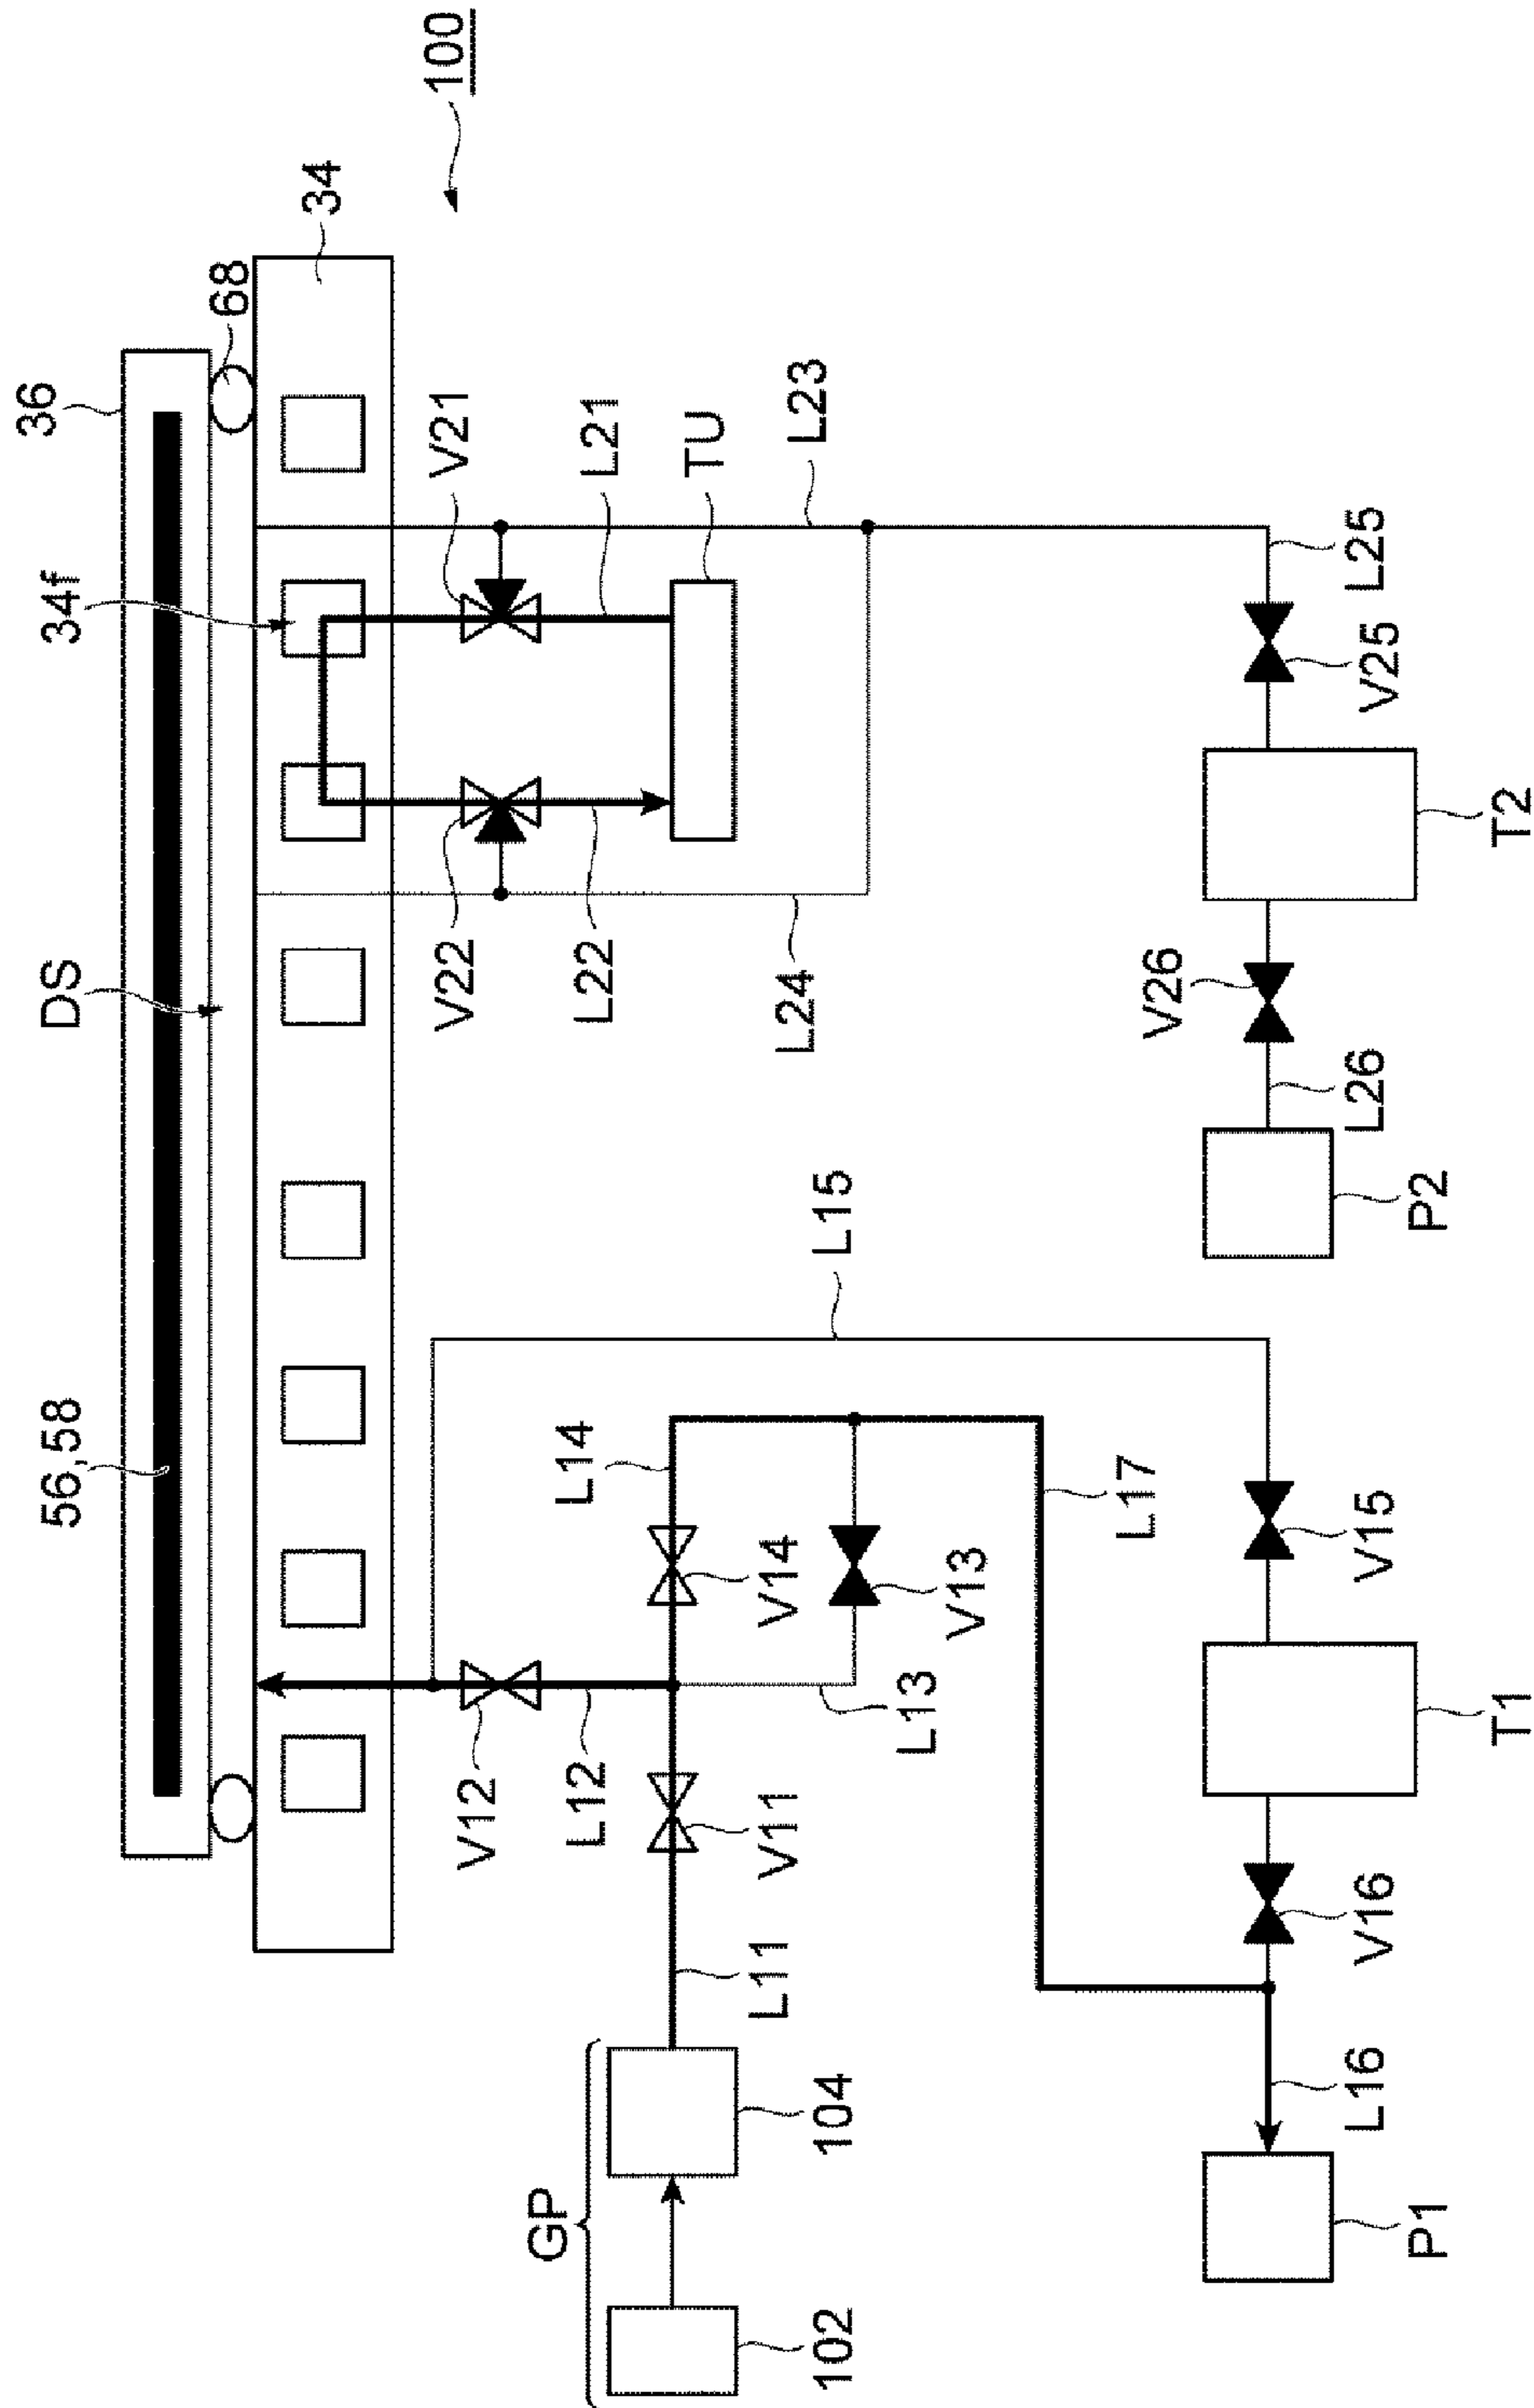 56,58
DS
34f
36
68
34
100
V12
V22
V21
GP
L12
L14
L22
L21
TU
L11
V11
V14
L24
L23
102
104
L13
L15
V13
L17
V26
L16
V16
V15
L26
V25
L25
P1
T1
P2
T2